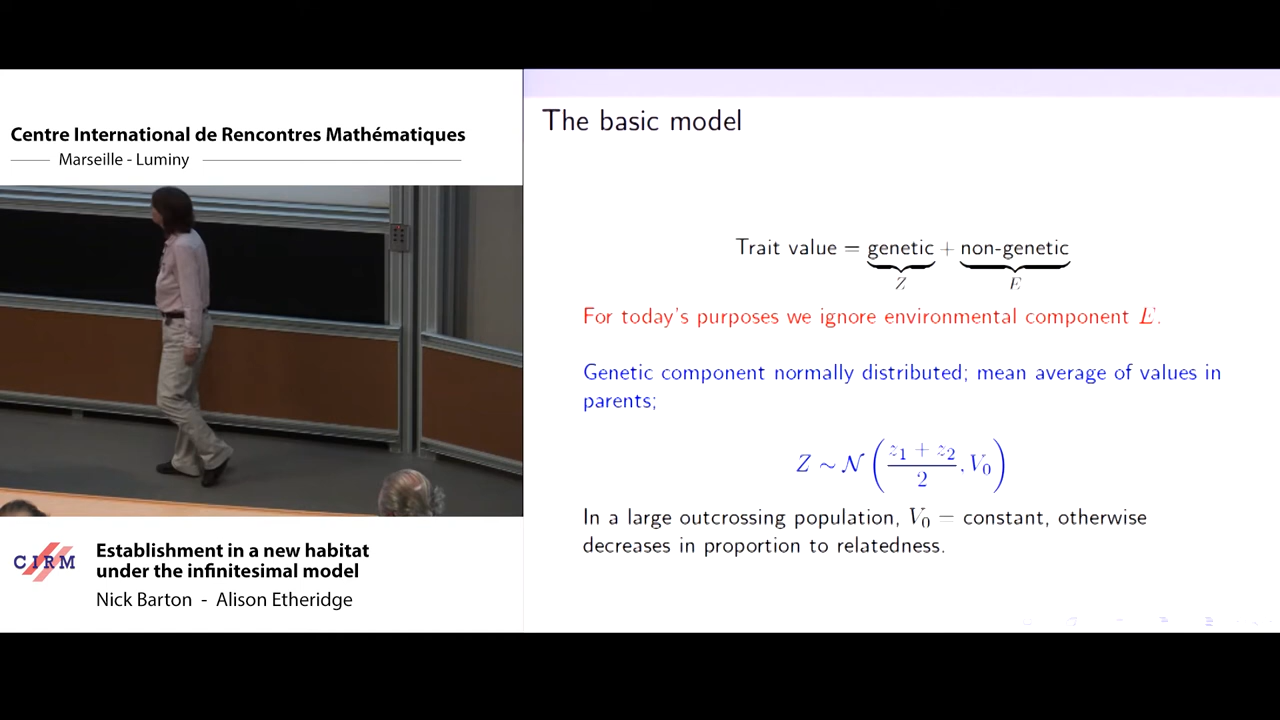 Centre International de Rencontres Mathématiques
Marseille - Luminy
CIRM
Establishment in a new habitat
under the infinitesimal model
Nick Barton - Alison Etheridge
The basic model
Trait value = genetic + non-genetic
Z E
For today's purposes we ignore environmental component E.
Genetic component normally distributed; mean average of values in
parents;
Z ∼ 𝒩 ( (z₁ + z₂) / 2 , V₀ )
In a large outcrossing population, V₀ = constant, otherwise
decreases in proportion to relatedness.